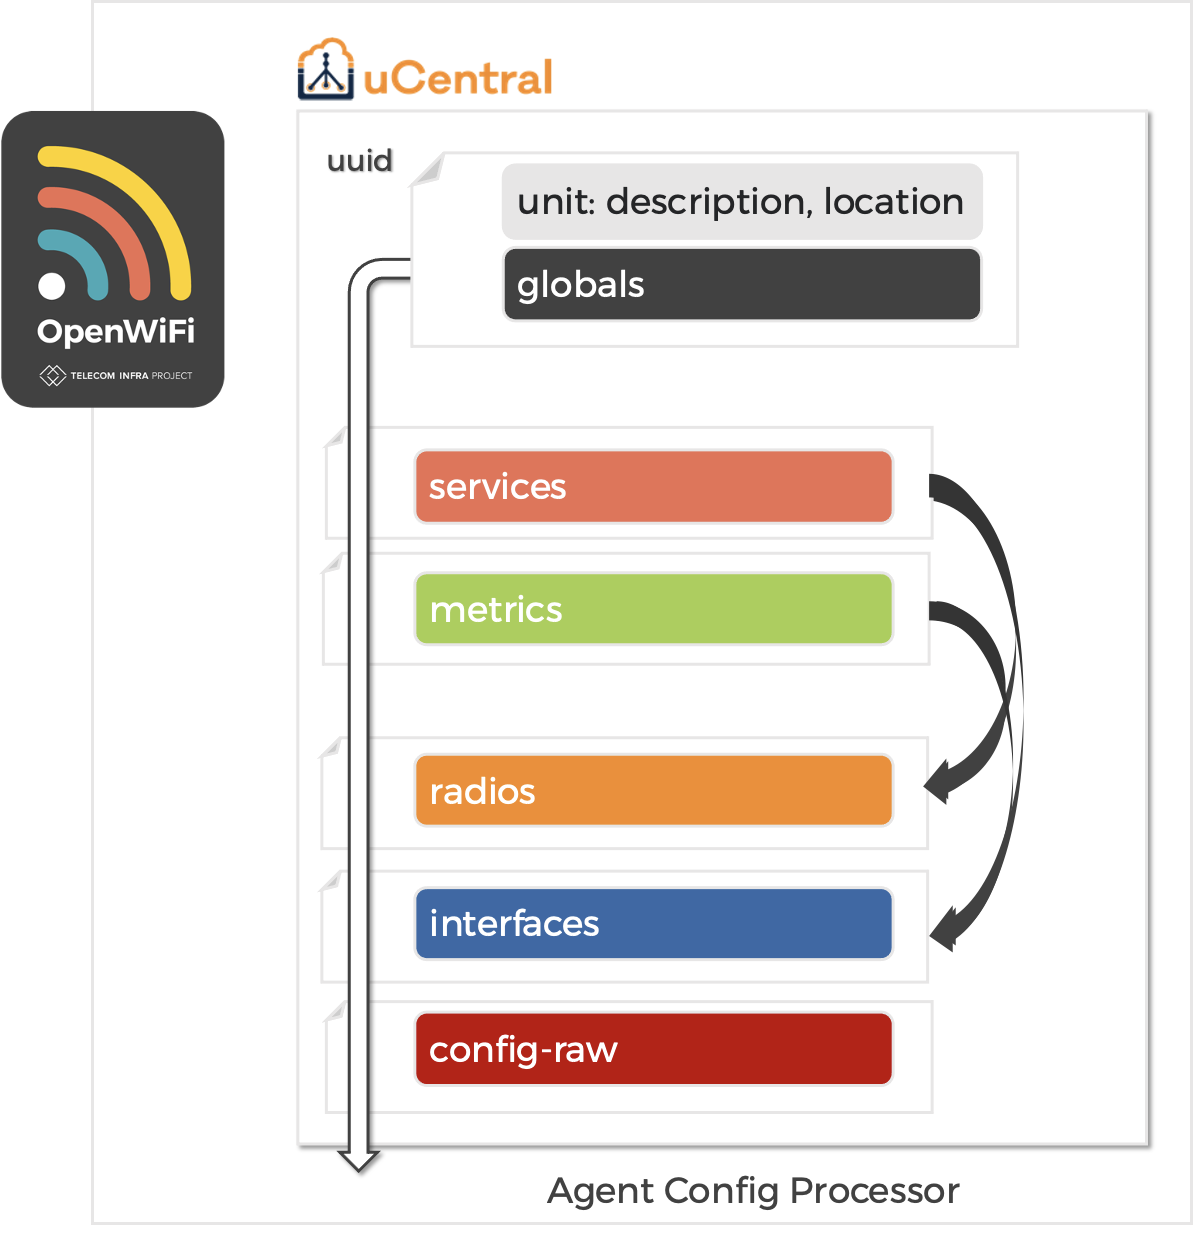 uCentral
OpenWiFi
TELECOM INFRA PROJECT
uuid
unit: description, location
globals
services
metrics
radios
interfaces
config-raw
Agent Config Processor